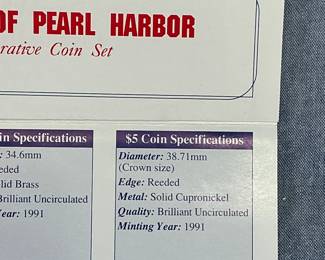 OF PEARL HARBOR
rative Coin Set
in Specifications
: 34.6mm
eded
lid Brass
Brilliant Uncirculated
Year: 1991
$5 Coin Specifications
Diameter: 38.71mm
(Crown size)
Edge: Reeded
Metal: Solid Cupronickel
Quality: Brilliant Uncirculated
Minting Year: 1991